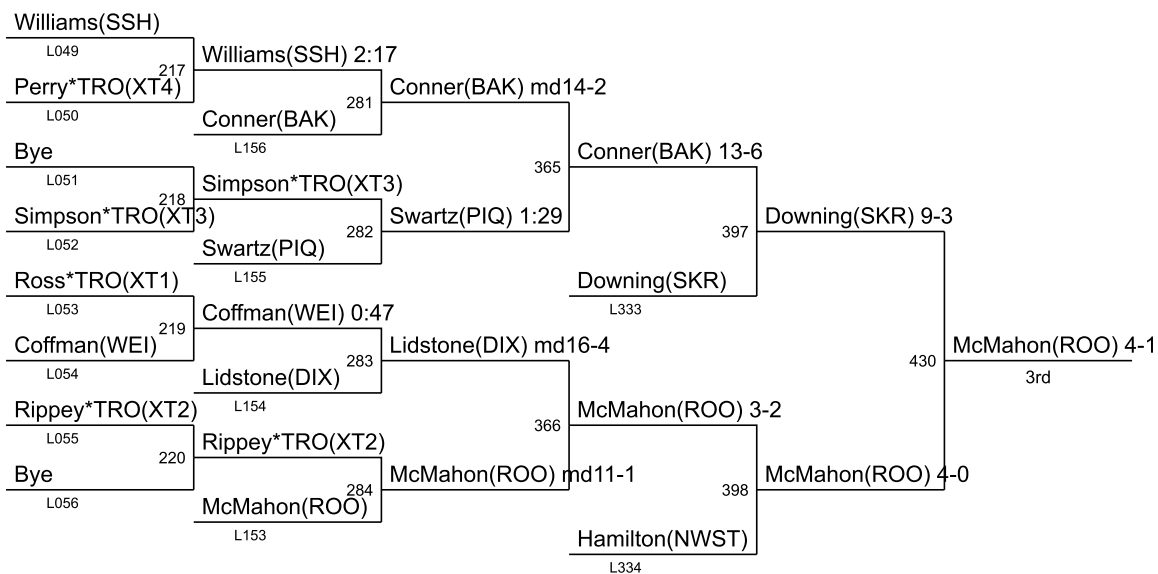 Williams(SSH)
L049
217
Perry*TRO(XT4)
L050
Bye
L051
218
Simpson*TRO(XT3)
L052
Ross*TRO(XT1)
L053
219
Coffman(WEI)
L054
Rippey*TRO(XT2)
L055
220
Bye
L056
Williams(SSH) 2:17
281
Conner(BAK)
L156
Simpson*TRO(XT3)
282
Swartz(PIQ)
L155
Coffman(WEI) 0:47
283
Lidstone(DIX)
L154
Rippey*TRO(XT2)
284
McMahon(ROO)
L153
Conner(BAK) md14-2
365
Swartz(PIQ) 1:29
Lidstone(DIX) md16-4
366
McMahon(ROO) md11-1
Conner(BAK) 13-6
397
Downing(SKR)
L333
McMahon(ROO) 3-2
398
Hamilton(NWST)
L334
Downing(SKR) 9-3
430
McMahon(ROO) 4-0
McMahon(ROO) 4-1
3rd